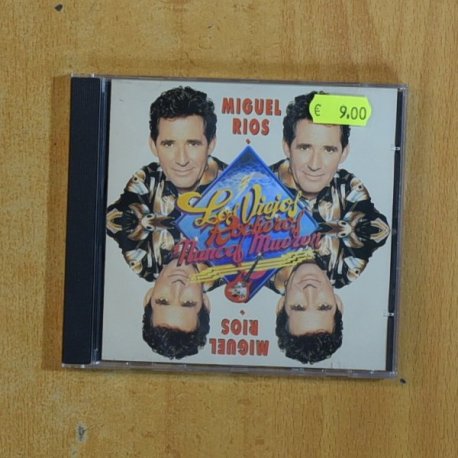 MIGUEL
RIOS
€ 9.00
Los Viejos
Rockeros
Nunca Mueren
RIOS
MIGUEL